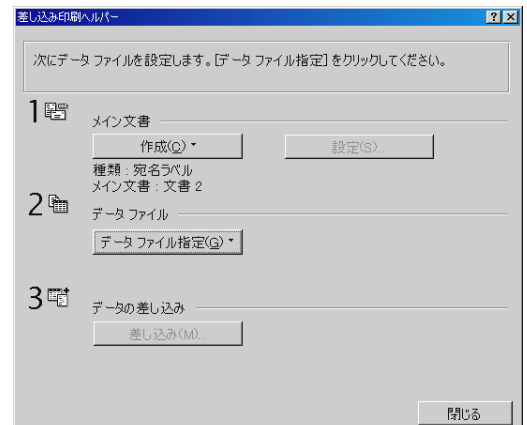 差し込み印刷ヘルパー
次にデータ ファイルを設定します。[データ ファイル指定] をクリックしてください。
1
メイン文書
作成(C) 設定(S)...
種類 : 宛名ラベル
メイン文書 : 文書 2
2
データ ファイル
データ ファイル指定(G)
3
データの差し込み
差し込み(M)...
閉じる